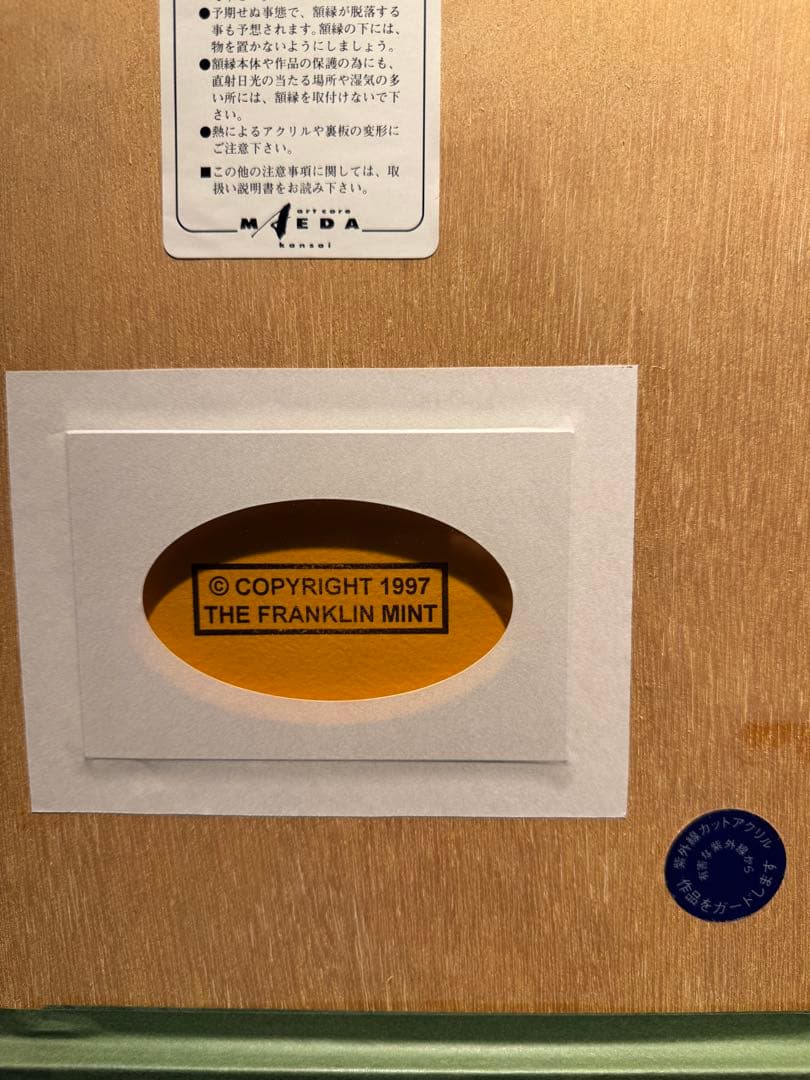 ●予期せぬ事態で、額縁が脱落する
事も予想されます。額縁の下には、
物を置かないようにしましょう。
●額縁本体や作品の保護の為にも、
直射日光の当たる場所や湿気の多
い所には、額縁を取付けないで下
さい。
●熱によるアクリルや裏板の変形に
ご注意下さい。
■この他の注意事項に関しては、取
扱い説明書をお読み下さい。
art care
MAEDA
kansai
© COPYRIGHT 1997
THE FRANKLIN MINT
紫外線カットアクリル
有害な紫外線から
作品をガードします